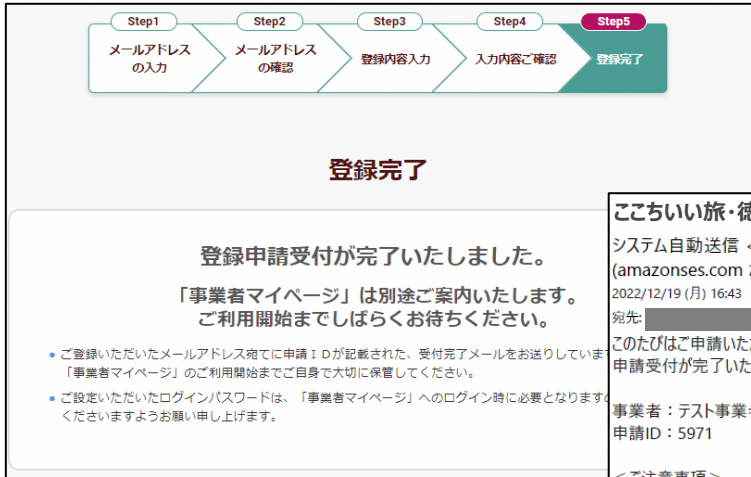 Step1
メールアドレス
の入力
Step2
メールアドレス
の確認
Step3
登録内容入力
Step4
入力内容ご確認
Step5
登録完了
登録完了
登録申請受付が完了いたしました。
「事業者マイページ」は別途ご案内いたします。
ご利用開始までしばらくお待ちください。
ご登録いただいたメールアドレス宛てに申請ＩＤが記載された、受付完了メールをお送りしています
「事業者マイページ」のご利用開始までご自身で大切に保管してください。
ご設定いただいたログインパスワードは、「事業者マイページ」へのログイン時に必要となりますの
くださいますようお願い申し上げます。
ここちいい旅・徳
システム自動送信 <
(amazonses.com
2022/12/19 (月) 16:43
宛先:
このたびはご申請いた
申請受付が完了いた
事業者：テスト事業
申請ID：5971
＜ご注意事項＞